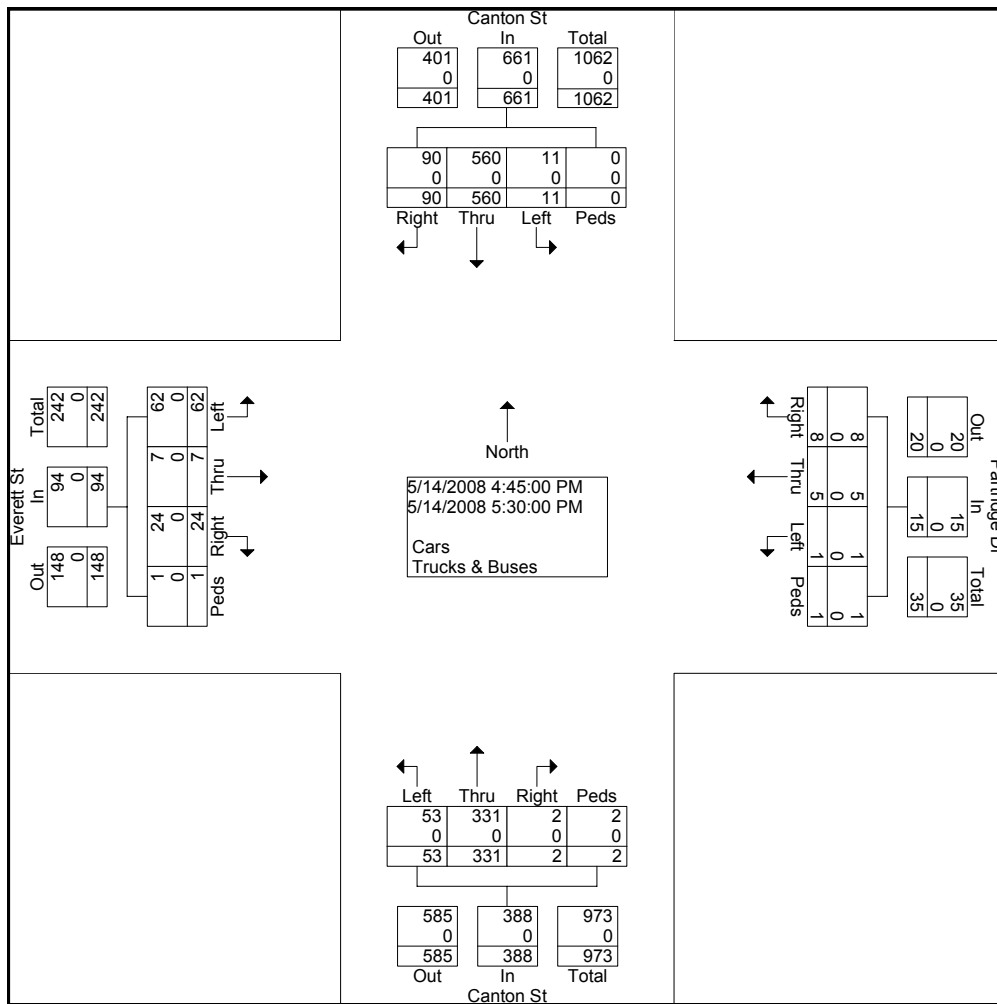 Canton St
Out In Total
401 661 1062
0 0 0
401 661 1062
90 560 11 0
0 0 0 0
90 560 11 0
Right Thru Left Peds
Everett St
Total In Out
242 94 148
0 0 0
242 94 148
62 7 24 1
0 0 0 0
62 7 24 1
Left Thru Right Peds
North
5/14/2008 4:45:00 PM
5/14/2008 5:30:00 PM
Cars
Trucks & Buses
Right Thru Left Peds
8 5 1 1
0 0 0 0
8 5 1 1
Out In Total
20 15 35
0 0 0
20 15 35
Left Thru Right Peds
53 331 2 2
0 0 0 0
53 331 2 2
585 388 973
0 0 0
585 388 973
Out In Total
Canton St